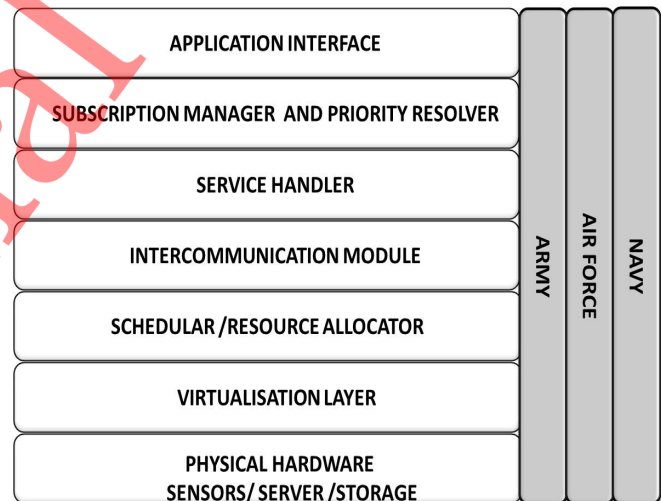 APPLICATION INTERFACE
SUBSCRIPTION MANAGER AND PRIORITY RESOLVER
SERVICE HANDLER
INTERCOMMUNICATION MODULE
SCHEDULAR /RESOURCE ALLOCATOR
VIRTUALISATION LAYER
PHYSICAL HARDWARE
SENSORS/ SERVER /STORAGE
ARMY
AIR FORCE
NAVY